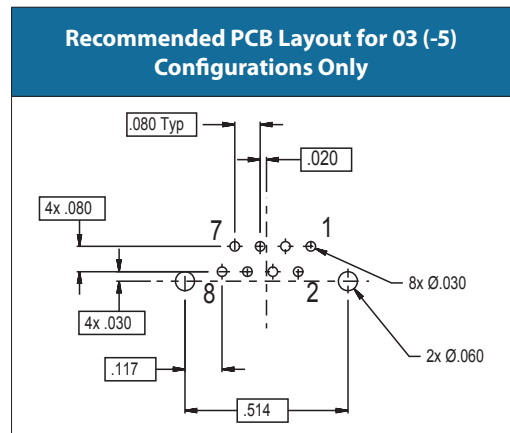 Recommended PCB Layout for 03 (-5)
Configurations Only
.080 Typ
.020
4x .080
7
1
8x Ø.030
8
2
4x .030
2x Ø.060
.117
.514